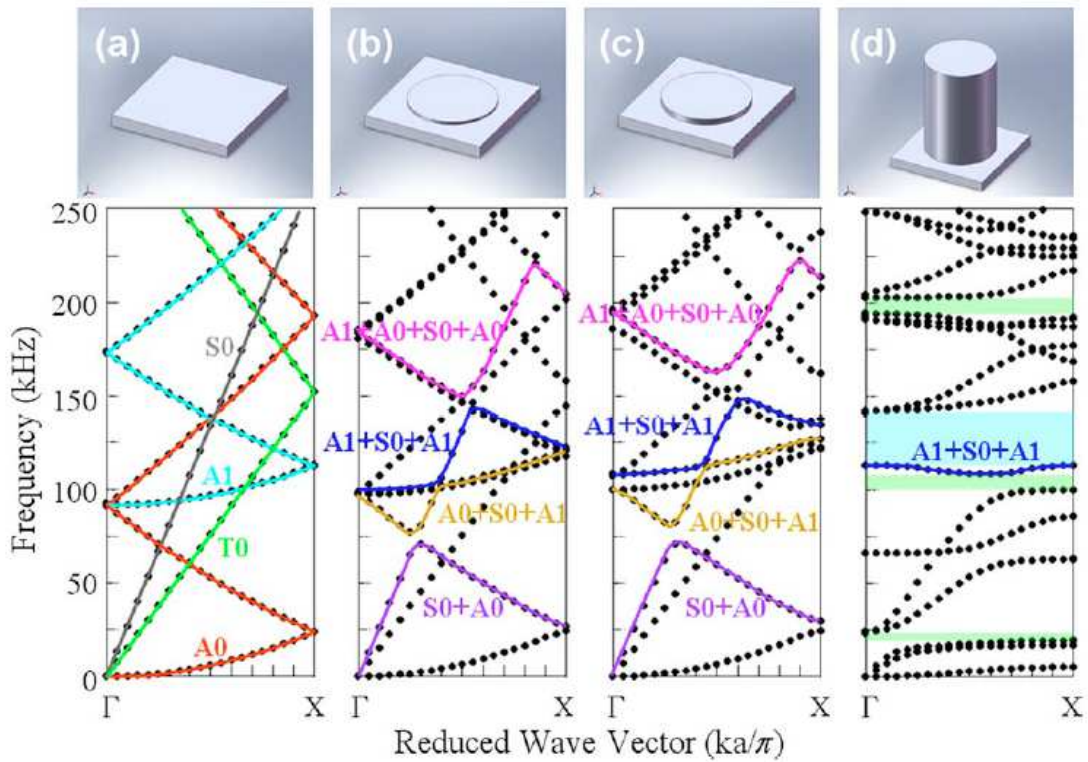 (a) (b) (c) (d)
250
200
150
100
50
0
Frequency (kHz)
S0
A1
T0
A0
A1+A0+S0+A0
A1+S0+A1
A0+S0+A1
S0+A0
A1+A0+S0+A0
A1+S0+A1
A0+S0+A1
S0+A0
A1+S0+A1
Γ X Γ X Γ X Γ X
Reduced Wave Vector (ka/π)